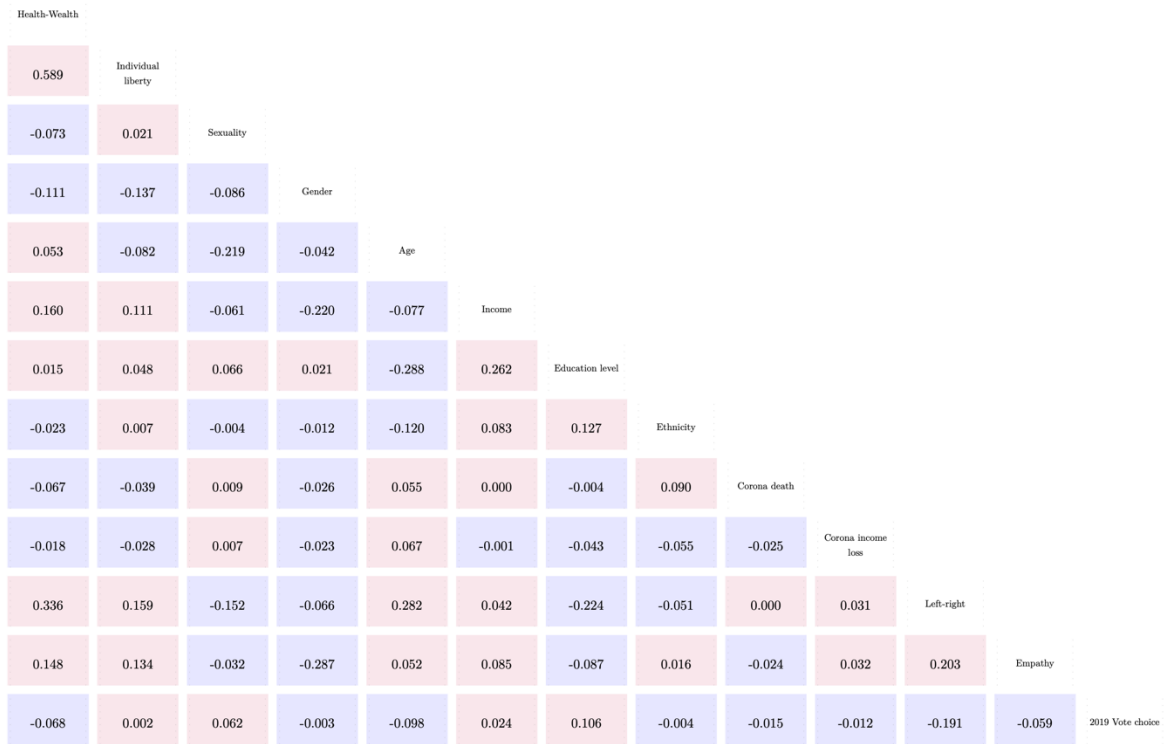 Health-Wealth
0.589 Individual
liberty
-0.073 0.021 Sexuality
-0.111 -0.137 -0.086 Gender
0.053 -0.082 -0.219 -0.042 Age
0.160 0.111 -0.061 -0.220 -0.077 Income
0.015 0.048 0.066 0.021 -0.288 0.262 Education level
-0.023 0.007 -0.004 -0.012 -0.120 0.083 0.127 Ethnicity
-0.067 -0.039 0.009 -0.026 0.055 0.000 -0.004 0.090 Corona death
-0.018 -0.028 0.007 -0.023 0.067 -0.001 -0.043 -0.055 -0.025 Corona income
loss
0.336 0.159 -0.152 -0.066 0.282 0.042 -0.224 -0.051 0.000 0.031 Left-right
0.148 0.134 -0.032 -0.287 0.052 0.085 -0.087 0.016 -0.024 0.032 0.203 Empathy
-0.068 0.002 0.062 -0.003 -0.098 0.024 0.106 -0.004 -0.015 -0.012 -0.191 -0.059 2019 Vote choice